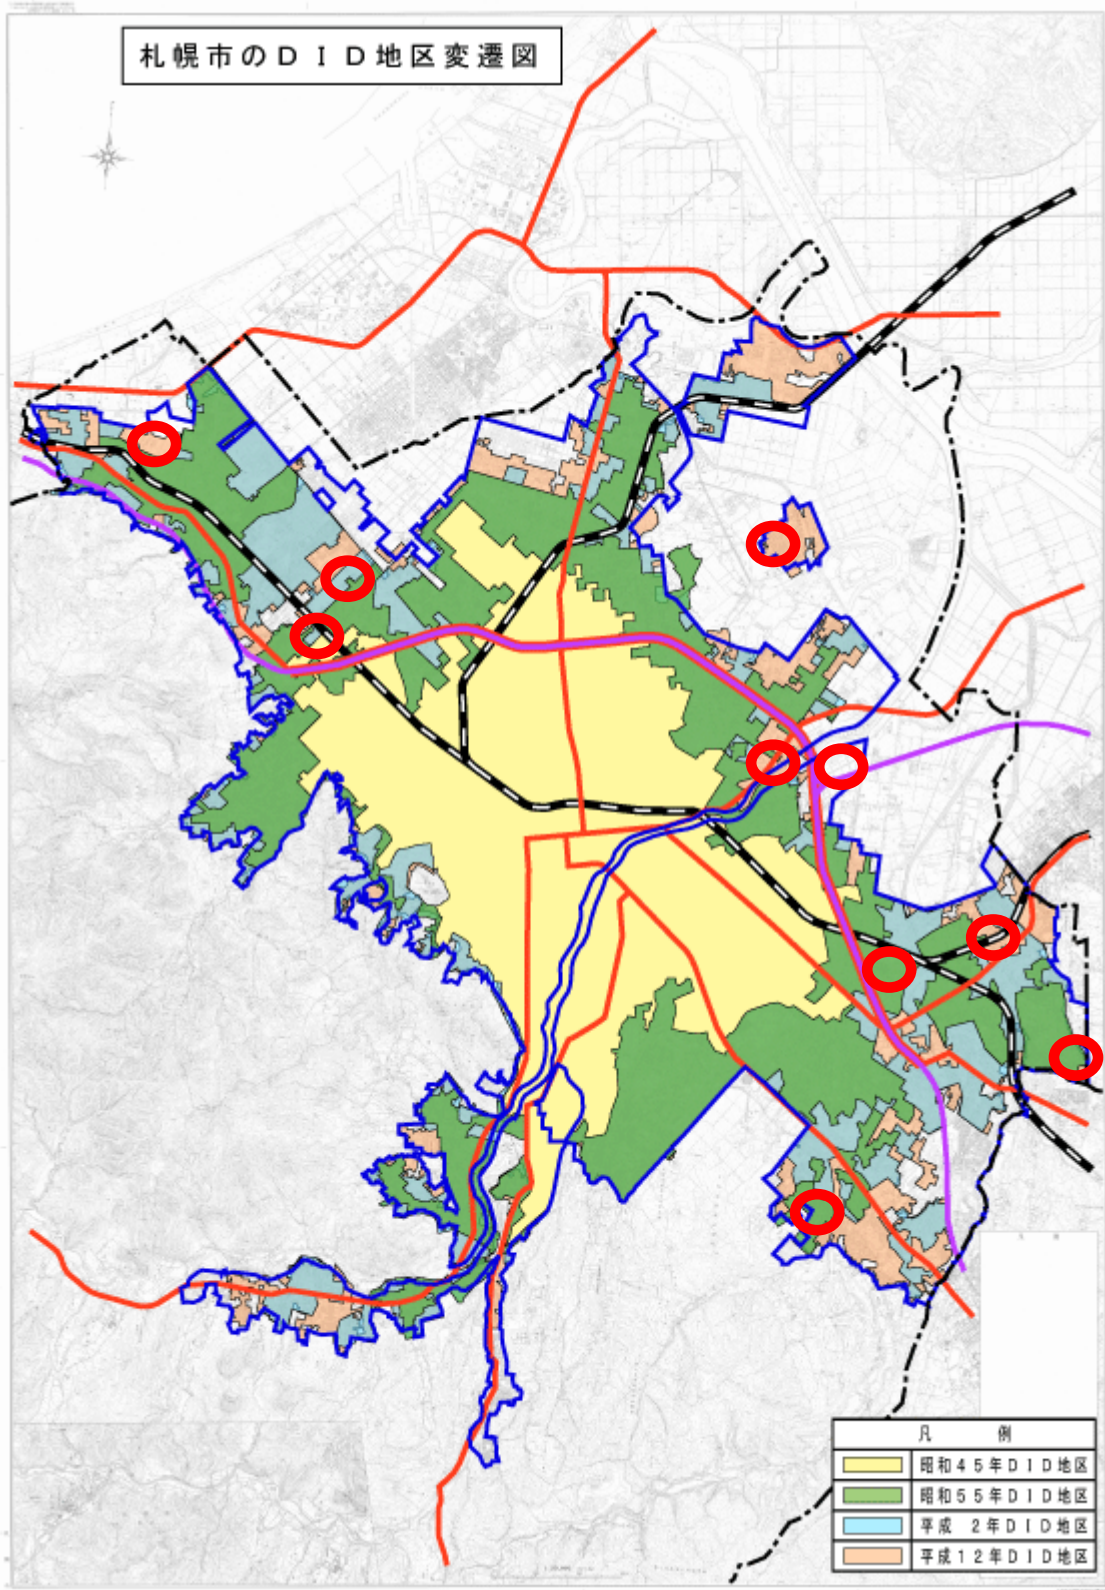 札幌市のＤＩＤ地区変遷図
凡　例
昭和４５年ＤＩＤ地区
昭和５５年ＤＩＤ地区
平成　２年ＤＩＤ地区
平成１２年ＤＩＤ地区